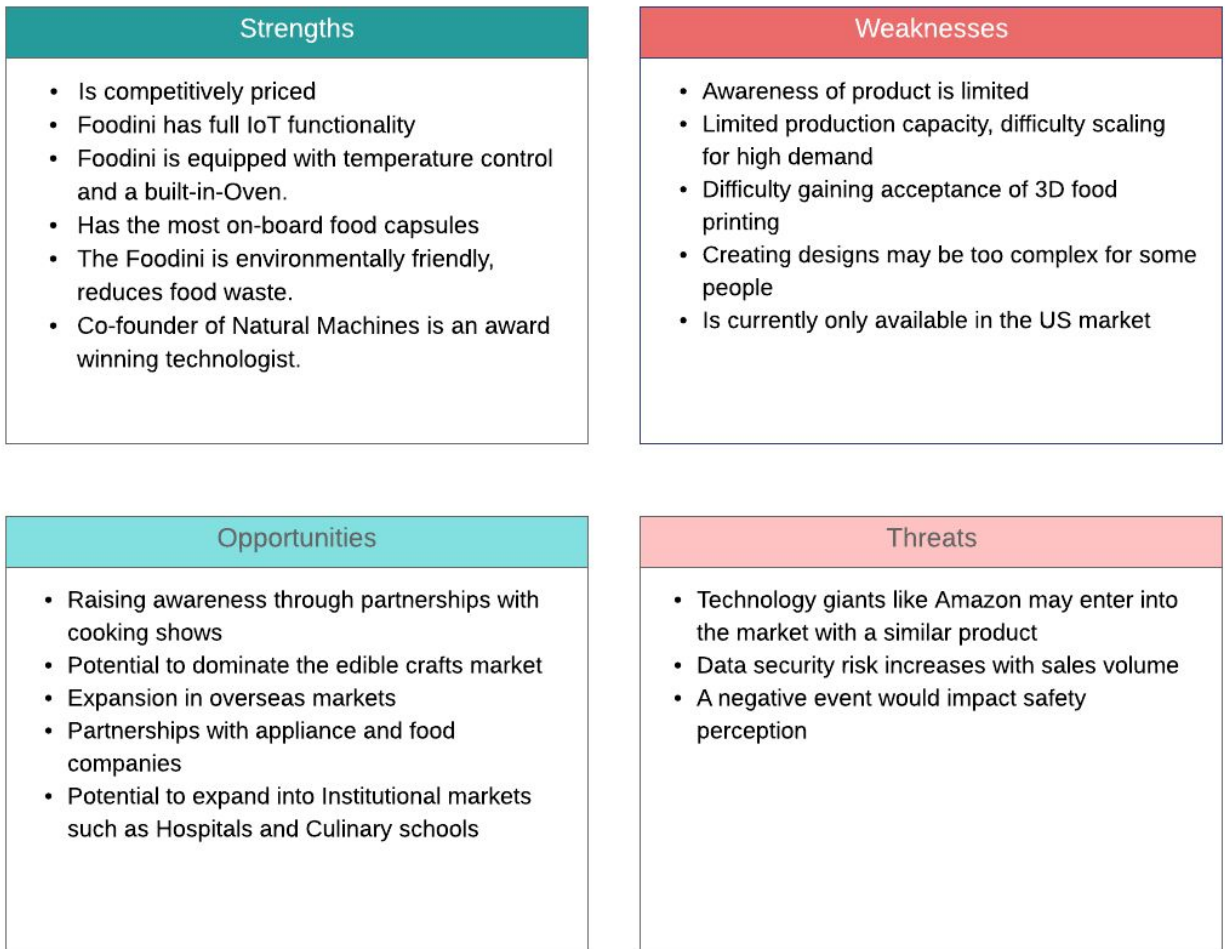 Strengths
• Is competitively priced
• Foodini has full IoT functionality
• Foodini is equipped with temperature control
and a built-in-Oven.
• Has the most on-board food capsules
• The Foodini is environmentally friendly,
reduces food waste.
• Co-founder of Natural Machines is an award
winning technologist.
Weaknesses
• Awareness of product is limited
• Limited production capacity, difficulty scaling
for high demand
• Difficulty gaining acceptance of 3D food
printing
• Creating designs may be too complex for some
people
• Is currently only available in the US market
Opportunities
• Raising awareness through partnerships with
cooking shows
• Potential to dominate the edible crafts market
• Expansion in overseas markets
• Partnerships with appliance and food
companies
• Potential to expand into Institutional markets
such as Hospitals and Culinary schools
Threats
• Technology giants like Amazon may enter into
the market with a similar product
• Data security risk increases with sales volume
• A negative event would impact safety
perception